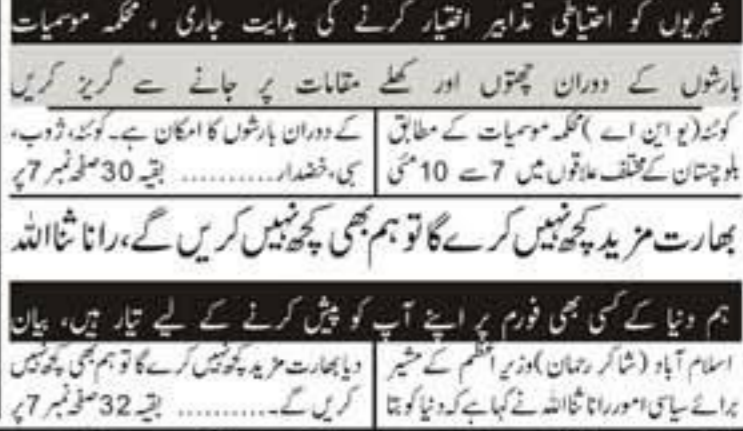 شہریوں کو احتیاطی تدابیر اختیار کرنے کی ہدایت جاری ، محکمہ موسمیات
بارشوں کے دوران چھتوں اور کھلے مقامات پر جانے سے گریز کریں
کوئٹہ(یو این اے )محکمہ موسمیات کے مطابق
بلوچستان کے مختلف علاقوں میں 7 سے 10 مئی
کے دوران بارشوں کا امکان ہے۔ کوئٹہ، ژوب،
سبی، خضدار.......... بقیہ 30 صفحہ نمبر 7 پر
بھارت مزید کچھ نہیں کرے گا تو ہم بھی کچھ نہیں کریں گے، رانا ثنااللہ
ہم دنیا کے کسی بھی فورم پر اپنے آپ کو پیش کرنے کے لیے تیار ہیں، بیان
اسلام آباد (شاکر رحمان)وزیر اعظم کے مشیر
برائے سیاسی امور رانا ثنااللہ نے کہا ہے کہ دنیا کو بتا
دیا بھارت مزید کچھ نہیں کرے گا تو ہم بھی کچھ نہیں
کریں گے۔.......... بقیہ 32 صفحہ نمبر 7 پر